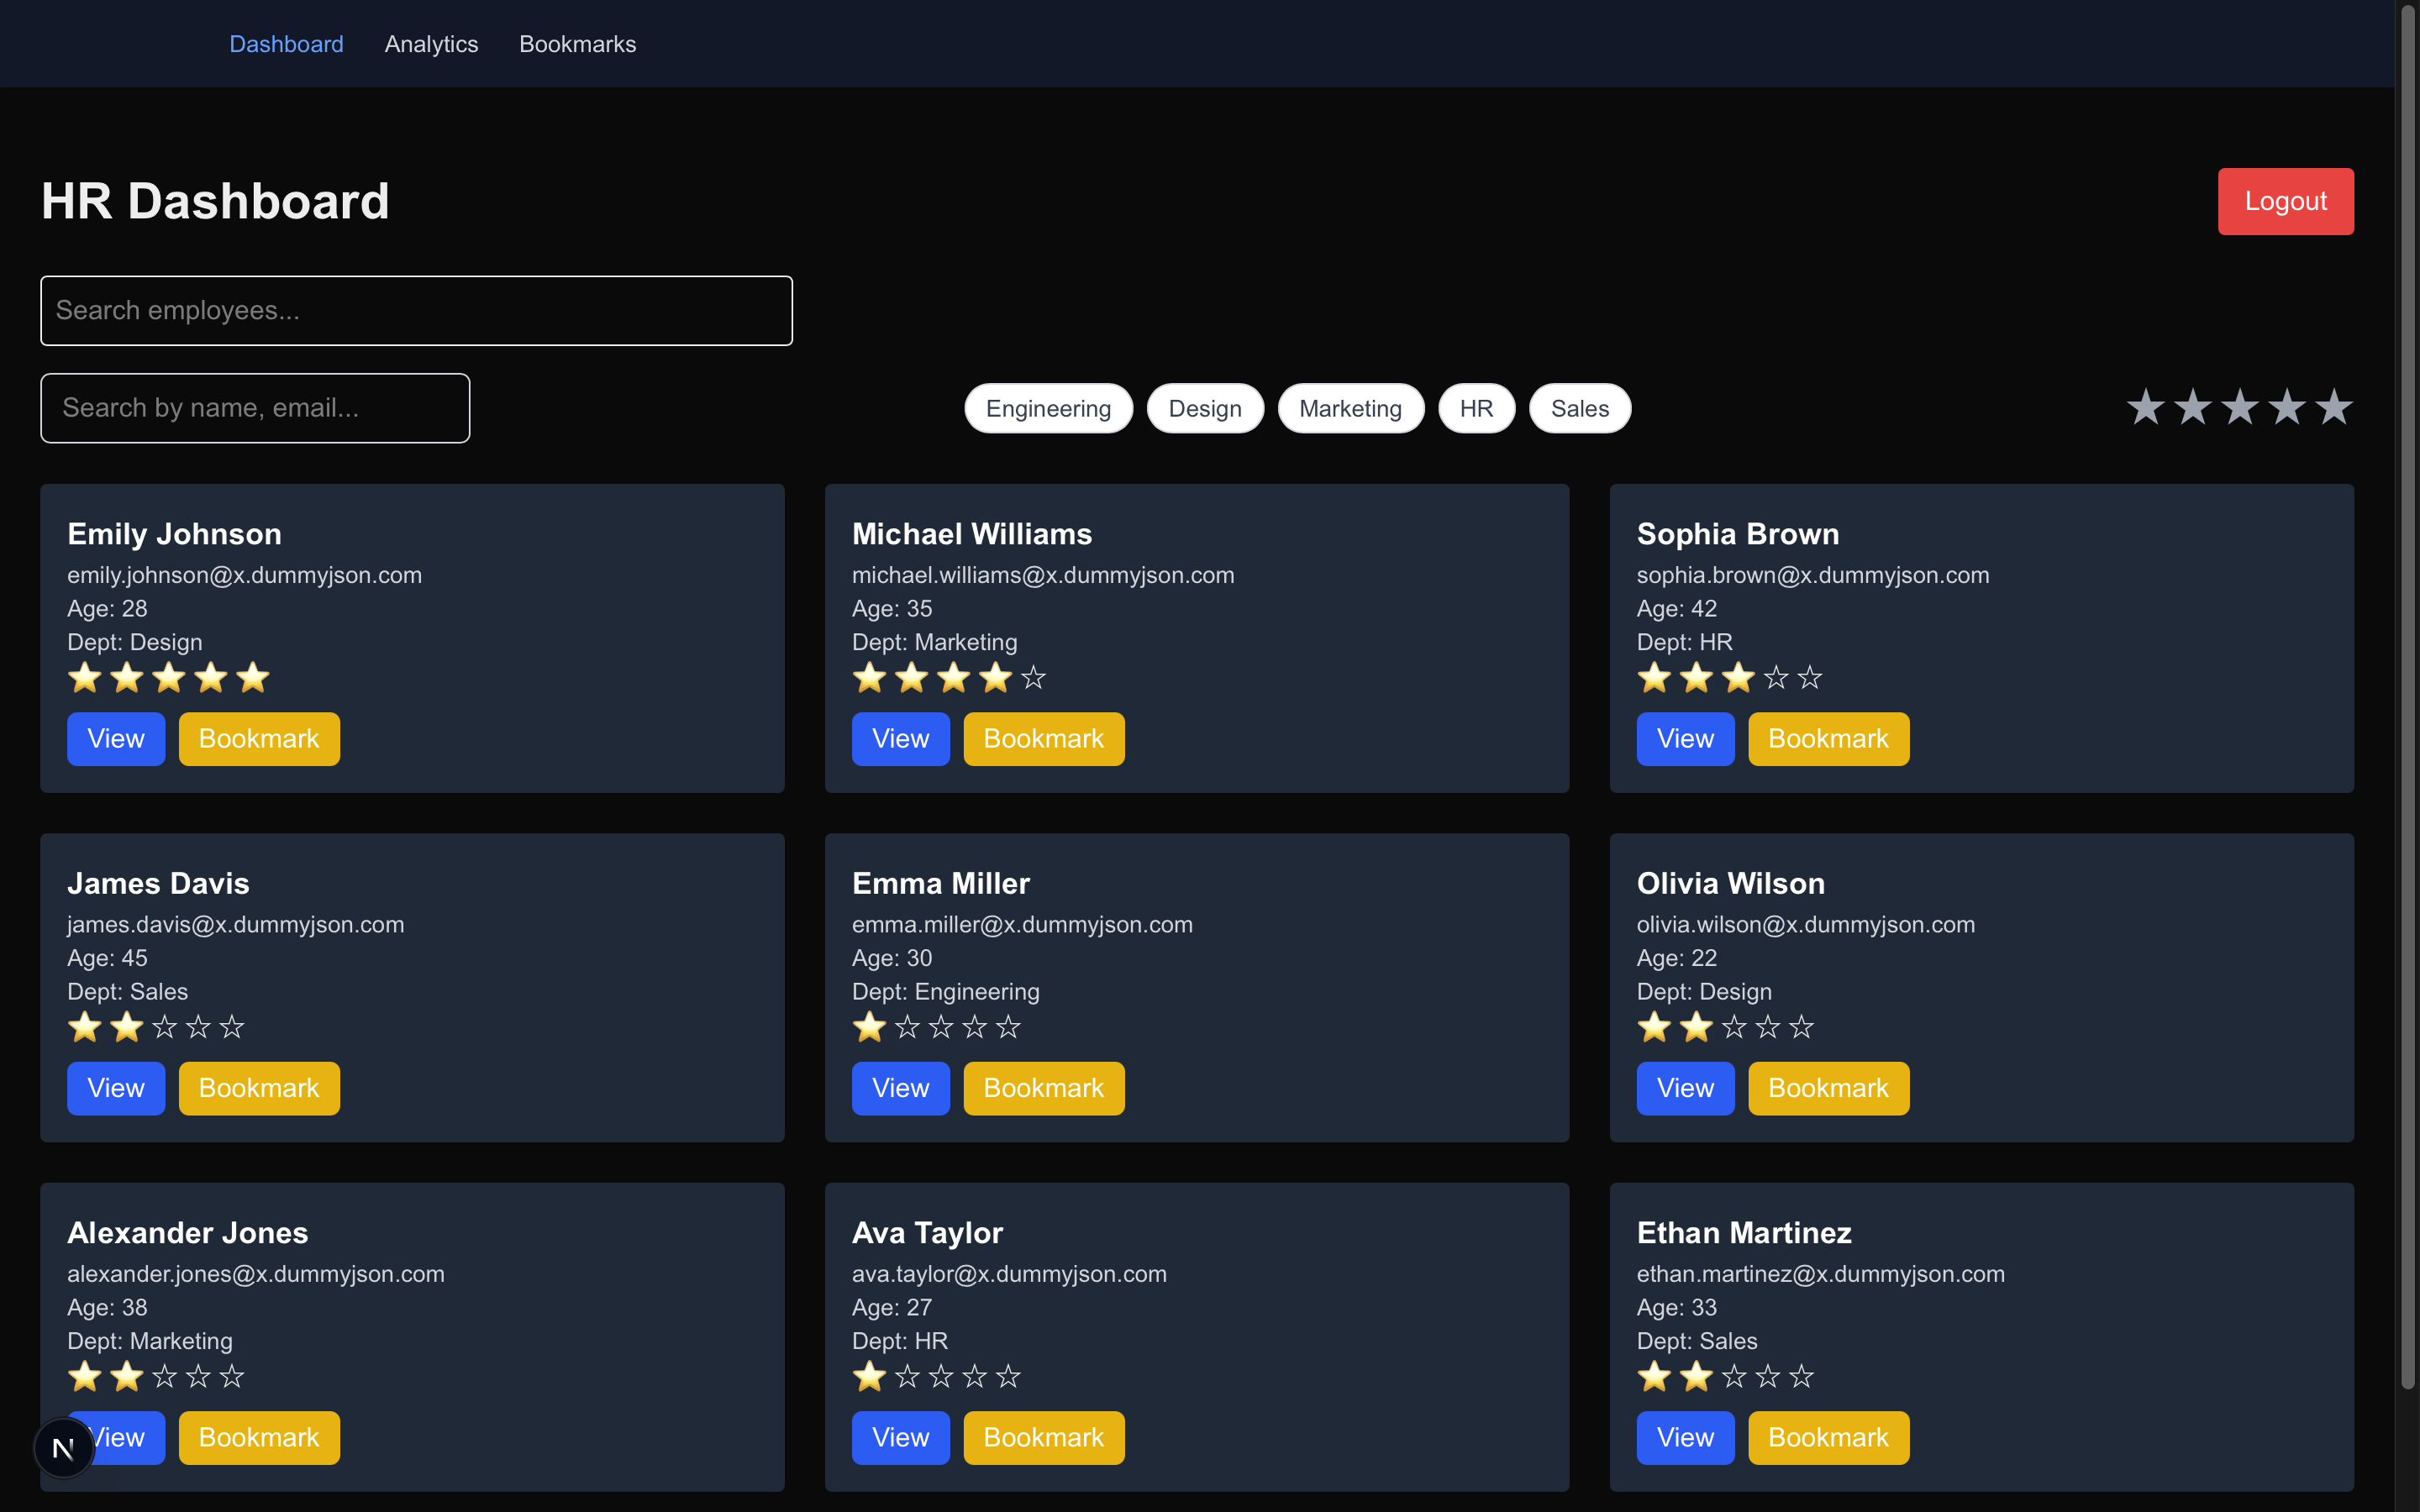 Dashboard Analytics Bookmarks
HR Dashboard
Logout
Search employees...
Search by name, email...
Engineering Design Marketing HR Sales
Emily Johnson
emily.johnson@x.dummyjson.com
Age: 28
Dept: Design
View Bookmark
Michael Williams
michael.williams@x.dummyjson.com
Age: 35
Dept: Marketing
View Bookmark
Sophia Brown
sophia.brown@x.dummyjson.com
Age: 42
Dept: HR
View Bookmark
James Davis
james.davis@x.dummyjson.com
Age: 45
Dept: Sales
View Bookmark
Emma Miller
emma.miller@x.dummyjson.com
Age: 30
Dept: Engineering
View Bookmark
Olivia Wilson
olivia.wilson@x.dummyjson.com
Age: 22
Dept: Design
View Bookmark
Alexander Jones
alexander.jones@x.dummyjson.com
Age: 38
Dept: Marketing
N View Bookmark
Ava Taylor
ava.taylor@x.dummyjson.com
Age: 27
Dept: HR
View Bookmark
Ethan Martinez
ethan.martinez@x.dummyjson.com
Age: 33
Dept: Sales
View Bookmark